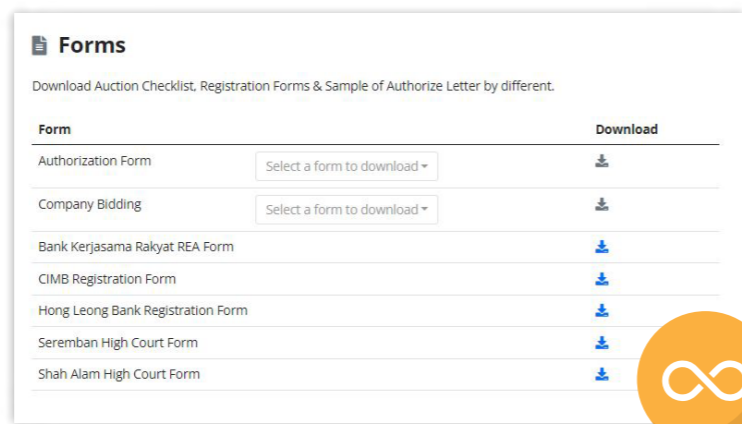 Forms
Download Auction Checklist, Registration Forms & Sample of Authorize Letter by different.
Form Download
Authorization Form Select a form to download
Company Bidding Select a form to download
Bank Kerjasama Rakyat REA Form
CIMB Registration Form
Hong Leong Bank Registration Form
Seremban High Court Form
Shah Alam High Court Form